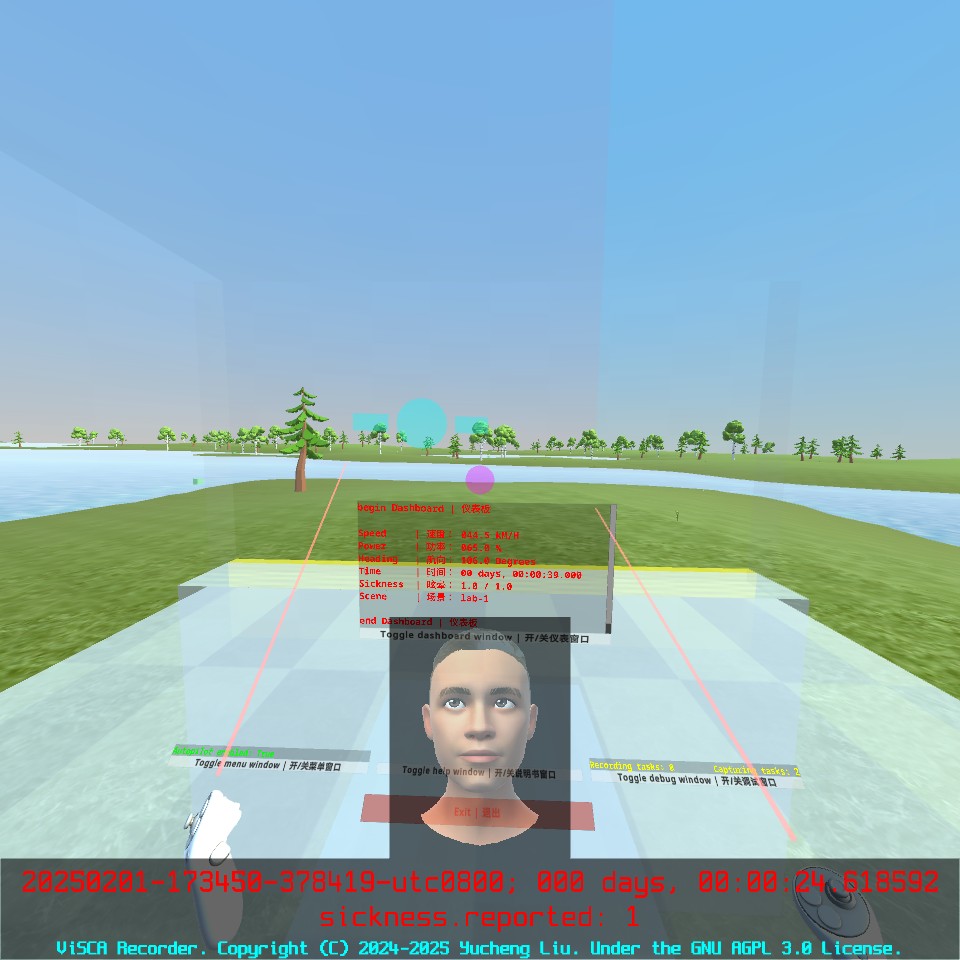 begin Dashboard | 仪表板
Speed | 速度: 044.5 KM/H
Power | 功率: 065.0 %
Heading | 航向: 106.0 Degrees
Time | 时间: 00 days, 00:00:39.000
Sickness | 眩晕: 1.0 / 1.0
Scene | 场景: lab-1
end Dashboard | 仪表板
Toggle dashboard window | 开/关仪表窗口
Autopilot enabled: True
Toggle menu window | 开/关菜单窗口
Toggle help window | 开/关说明书窗口
Recording tasks: 0 Capturing tasks: 2
Toggle debug window | 开/关调试窗口
Exit | 退出
20250201-173450-378419-utc0800; 000 days, 00:00:24.618592
sickness.reported: 1
ViSCA Recorder. Copyright (C) 2024-2025 Yucheng Liu. Under the GNU AGPL 3.0 License.